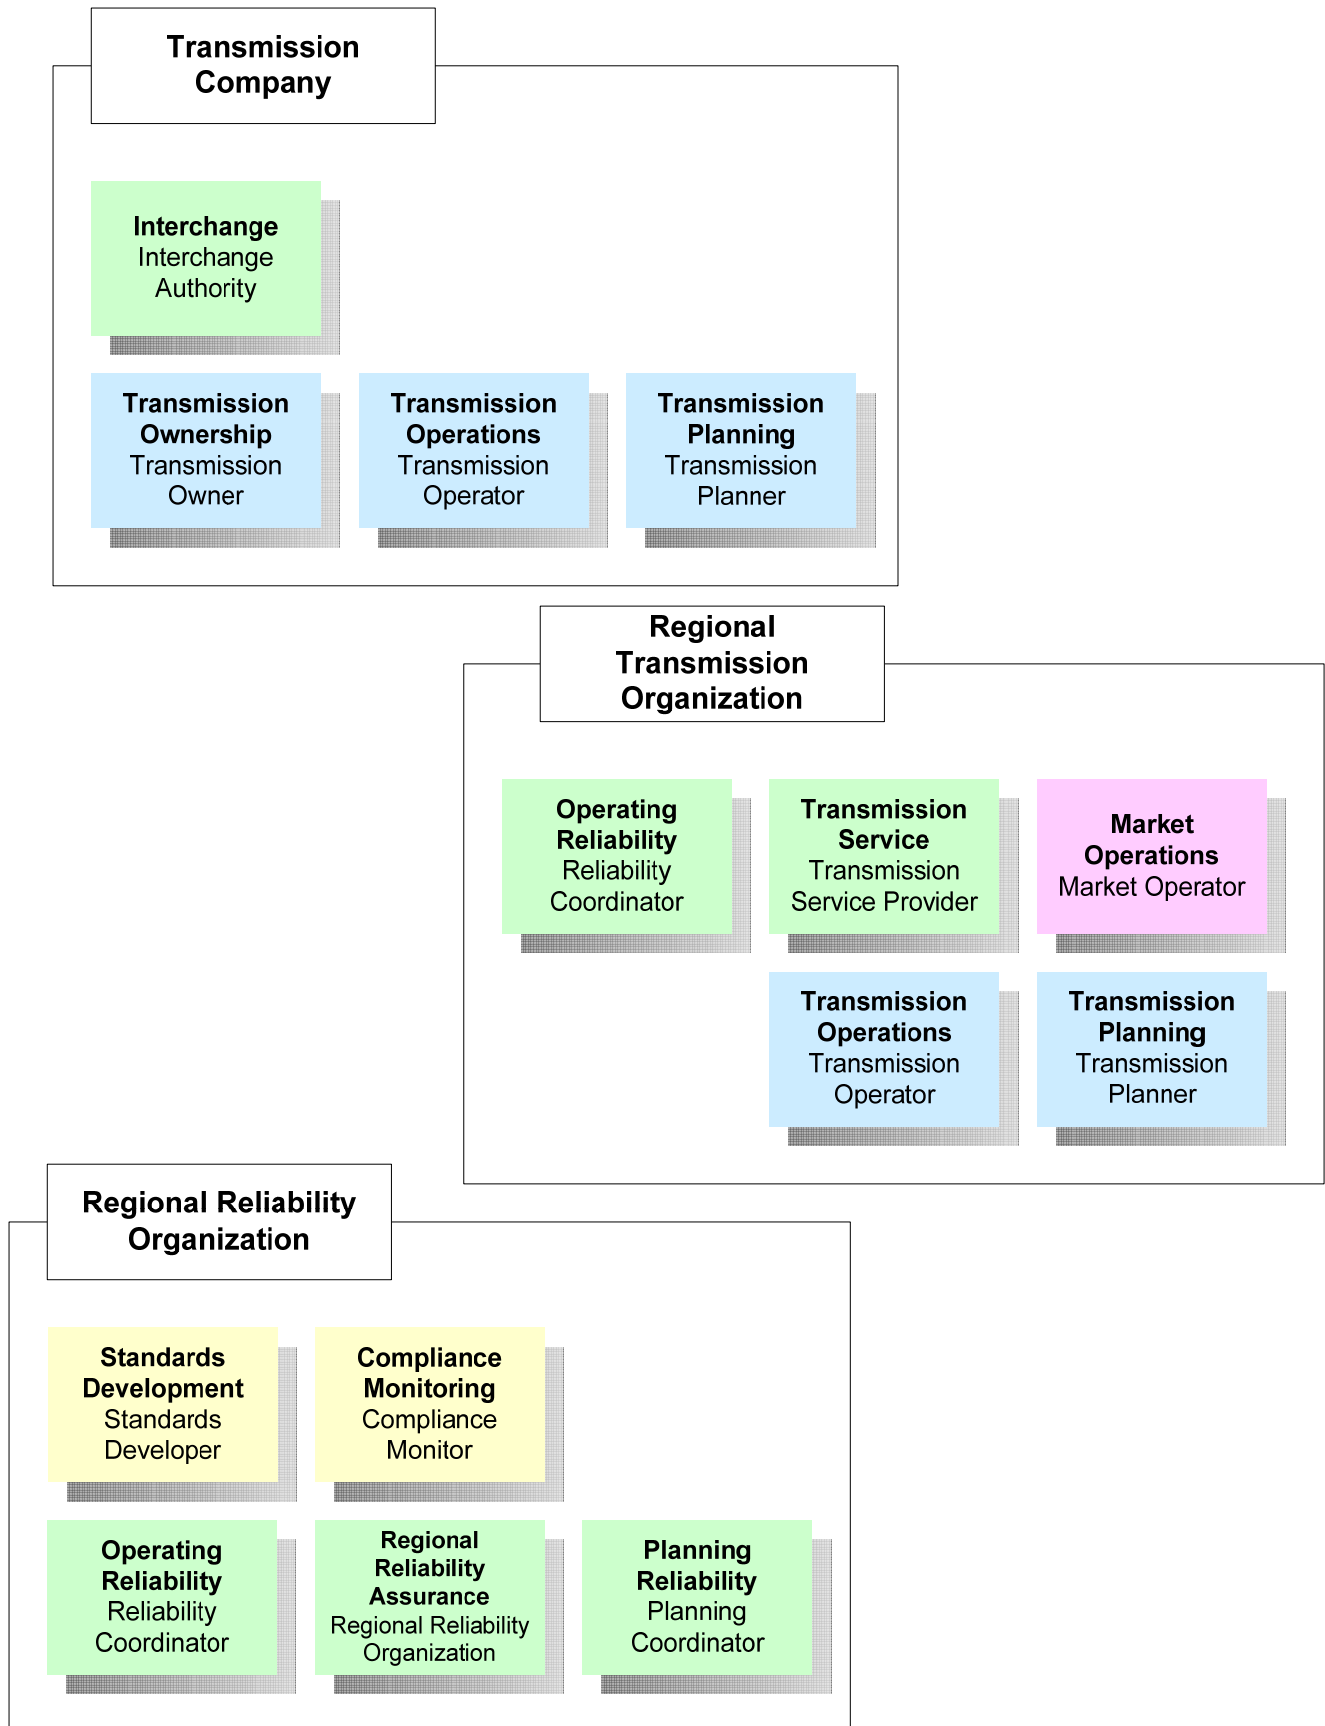 Transmission
Company
Interchange
Interchange
Authority
Transmission
Ownership
Transmission
Owner
Transmission
Operations
Transmission
Operator
Transmission
Planning
Transmission
Planner
Regional
Transmission
Organization
Operating
Reliability
Reliability
Coordinator
Transmission
Service
Transmission
Service Provider
Market
Operations
Market Operator
Transmission
Operations
Transmission
Operator
Transmission
Planning
Transmission
Planner
Regional Reliability
Organization
Standards
Development
Standards
Developer
Compliance
Monitoring
Compliance
Monitor
Operating
Reliability
Reliability
Coordinator
Regional
Reliability
Assurance
Regional Reliability
Organization
Planning
Reliability
Planning
Coordinator